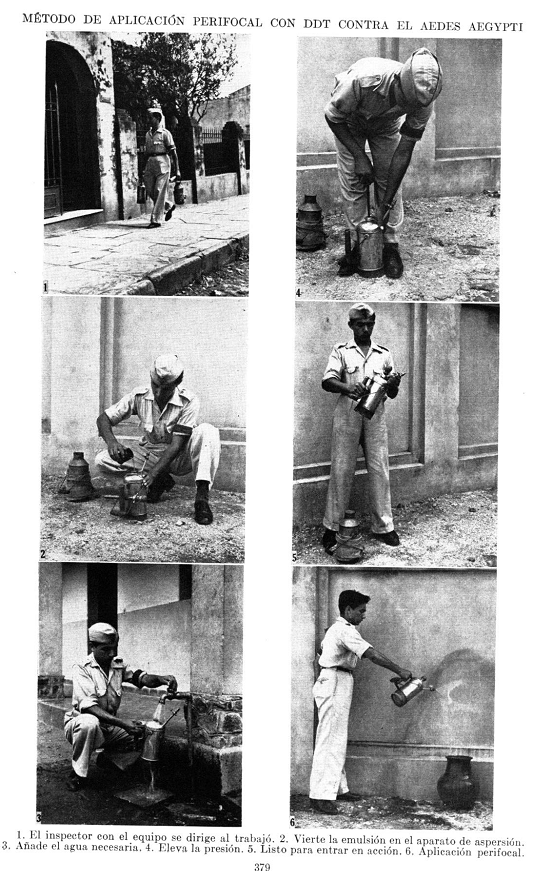 MÉTODO DE APLICACIÓN PERIFOCAL CON DDT CONTRA EL AEDES AEGYPTI
1
4
2
5
3
6
1. El inspector con el equipo se dirige al trabajó. 2. Vierte la emulsión en el aparato de aspersión.
3. Añade el agua necesaria. 4. Eleva la presión. 5. Listo para entrar en acción. 6. Aplicación perifocal.
379